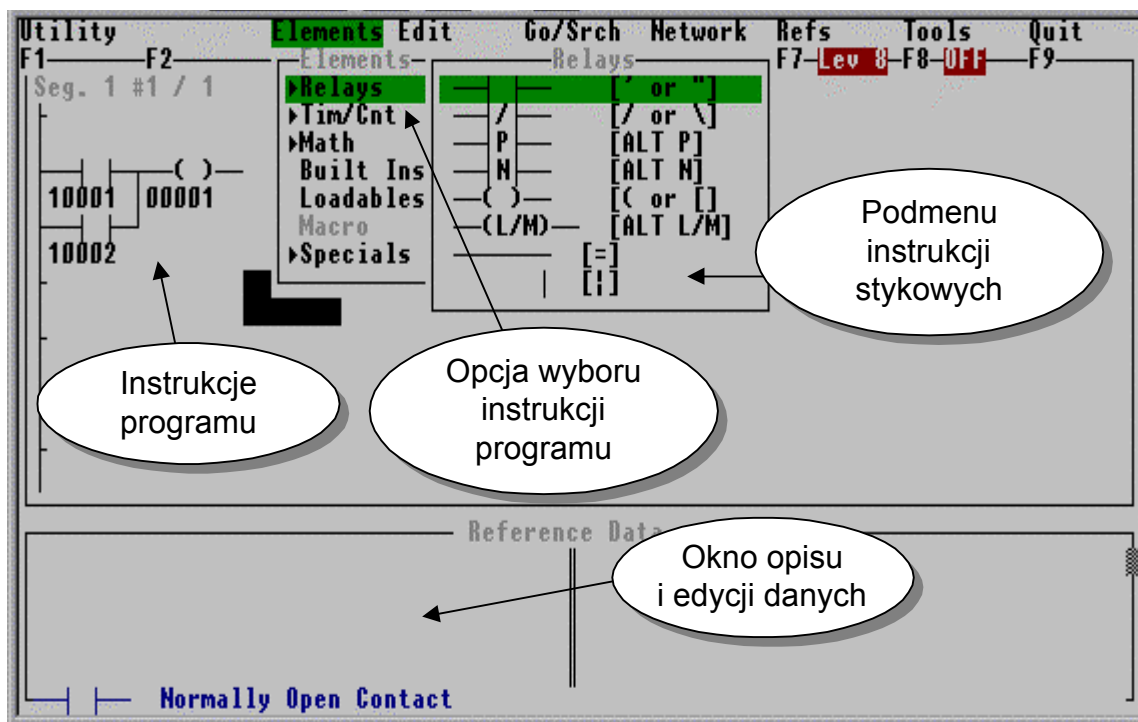 Utility Elements Edit Go/Srch Network Refs Tools Quit
F1 F2 Elements Relays F7 Lev 8 F8 OFF F9
Seg. 1 #1 / 1
Relays [' or "]
Tim/Cnt / [/ or \]
Math P [ALT P]
Built Ins N [ALT N]
Loadables ( ) [( or []
Macro (L/M) [ALT L/M]
Specials [=]
[¦]
( )
10001 00001
10002
Podmenu
instrukcji
stykowych
Instrukcje
programu
Opcja wyboru
instrukcji
programu
Reference Data
Okno opisu
i edycji danych
Normally Open Contact